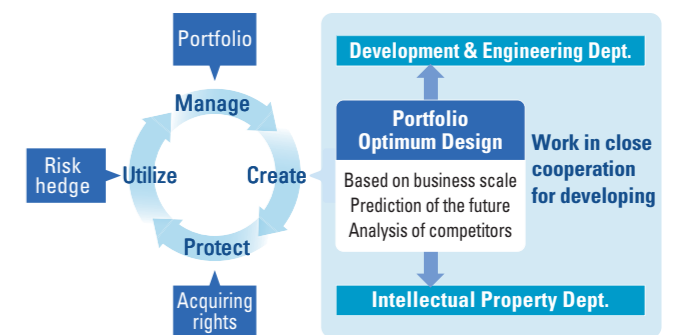 Portfolio
Manage
Risk
hedge
Utilize
Create
Protect
Acquiring
rights
Development & Engineering Dept.
Portfolio
Optimum Design
Based on business scale
Prediction of the future
Analysis of competitors
Work in close
cooperation
for developing
Intellectual Property Dept.